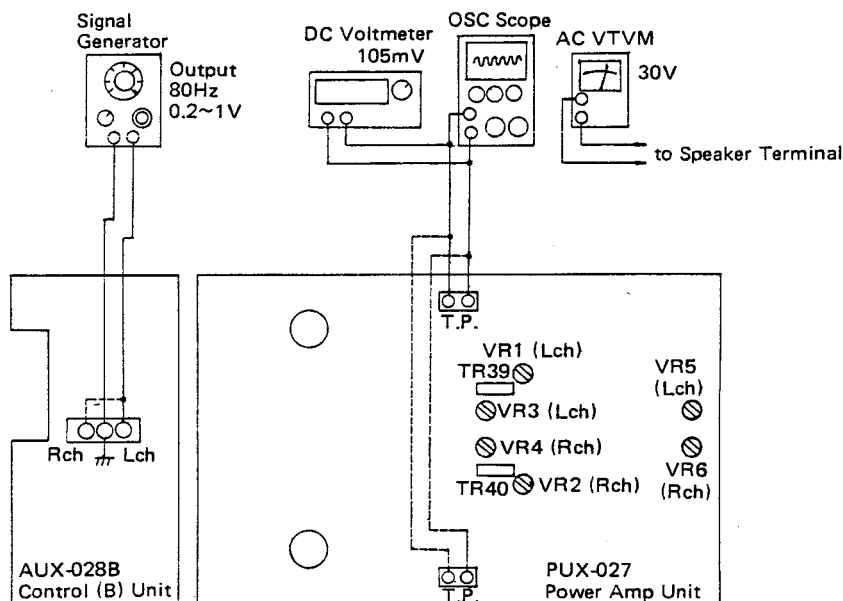 Signal
Generator
Output
80Hz
0.2~1V
DC Voltmeter
105mV
OSC Scope
AC VTVM
30V
to Speaker Terminal
T.P.
VR1 (Lch)
TR39
VR3 (Lch)
VR5
(Lch)
VR4 (Rch)
TR40
VR2 (Rch)
VR6
(Rch)
Rch
Lch
AUX-028B
Control (B) Unit
T.P.
PUX-027
Power Amp Unit